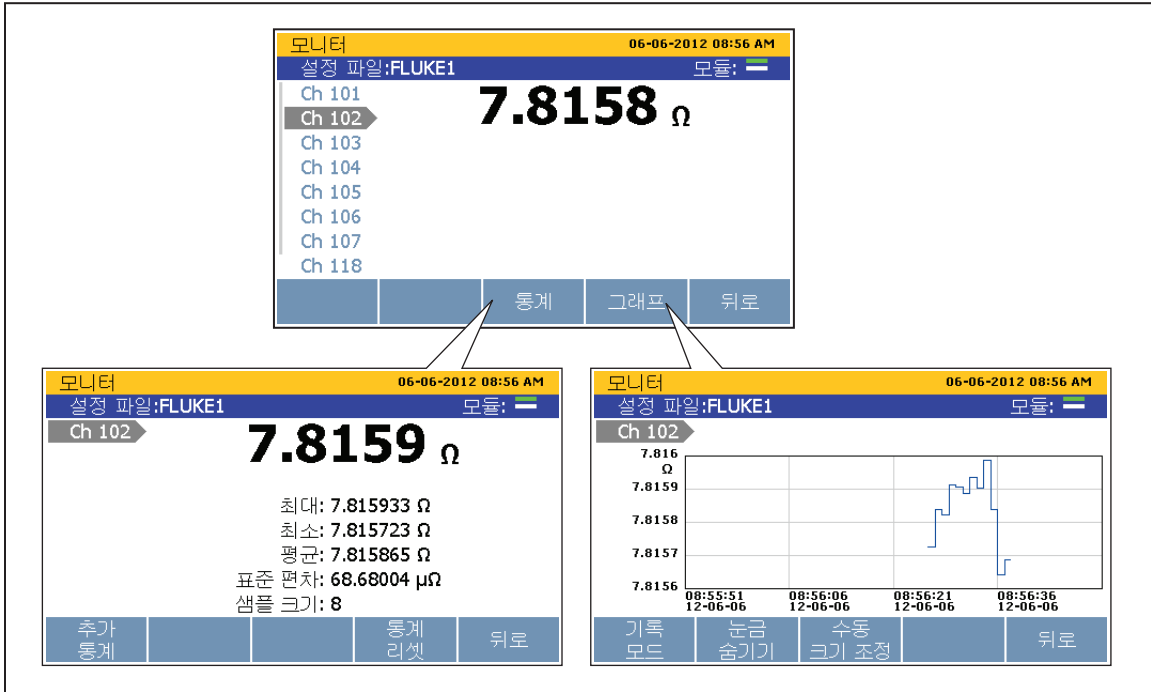 모니터 06-06-2012 08:56 AM
설정 파일:FLUKE1 모듈:
Ch 101
7.8158 Ω
Ch 102
Ch 103
Ch 104
Ch 105
Ch 106
Ch 107
Ch 118
통계 그래프 뒤로
모니터 06-06-2012 08:56 AM
설정 파일:FLUKE1 모듈:
Ch 102
7.8159 Ω
최대: 7.815933 Ω
최소: 7.815723 Ω
평균: 7.815865 Ω
표준 편차: 68.68004 µΩ
샘플 크기: 8
추가 통계
통계 리셋
뒤로
모니터 06-06-2012 08:56 AM
설정 파일:FLUKE1 모듈:
Ch 102
7.816
Ω
7.8159
7.8158
7.8157
7.8156
08:55:51 08:56:06 08:56:21 08:56:36
12-06-06 12-06-06 12-06-06 12-06-06
기록 모드
눈금 숨기기
수동 크기 조정
뒤로